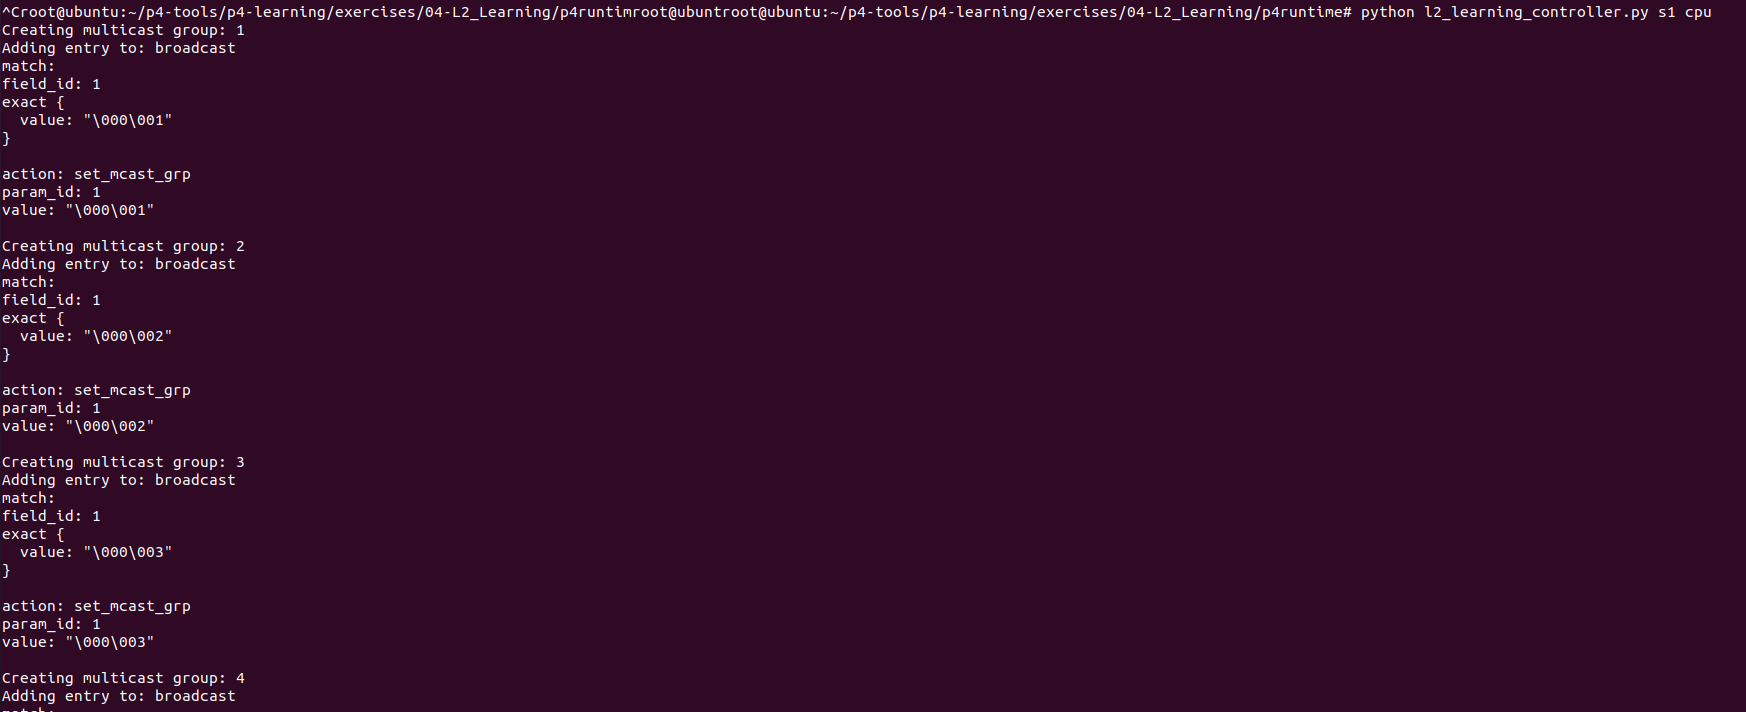 ^Croot@ubuntu:~/p4-tools/p4-learning/exercises/04-L2_Learning/p4runtimroot@ubuntroot@ubuntu:~/p4-tools/p4-learning/exercises/04-L2_Learning/p4runtime# python l2_learning_controller.py s1 cpu
Creating multicast group: 1
Adding entry to: broadcast
match:
field_id: 1
exact {
  value: "\000\001"
}
action: set_mcast_grp
param_id: 1
value: "\000\001"
Creating multicast group: 2
Adding entry to: broadcast
match:
field_id: 1
exact {
  value: "\000\002"
}
action: set_mcast_grp
param_id: 1
value: "\000\002"
Creating multicast group: 3
Adding entry to: broadcast
match:
field_id: 1
exact {
  value: "\000\003"
}
action: set_mcast_grp
param_id: 1
value: "\000\003"
Creating multicast group: 4
Adding entry to: broadcast